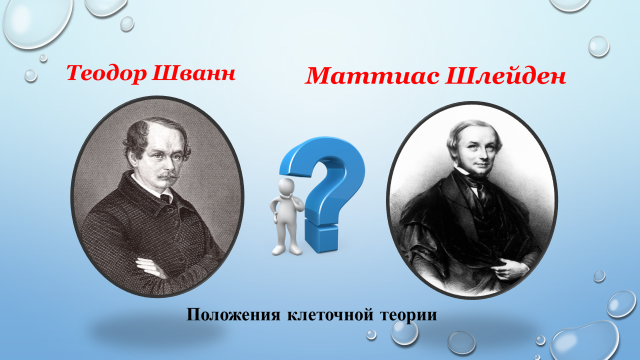 Теодор Шванн
Маттиас Шлейден
Положения клеточной теории